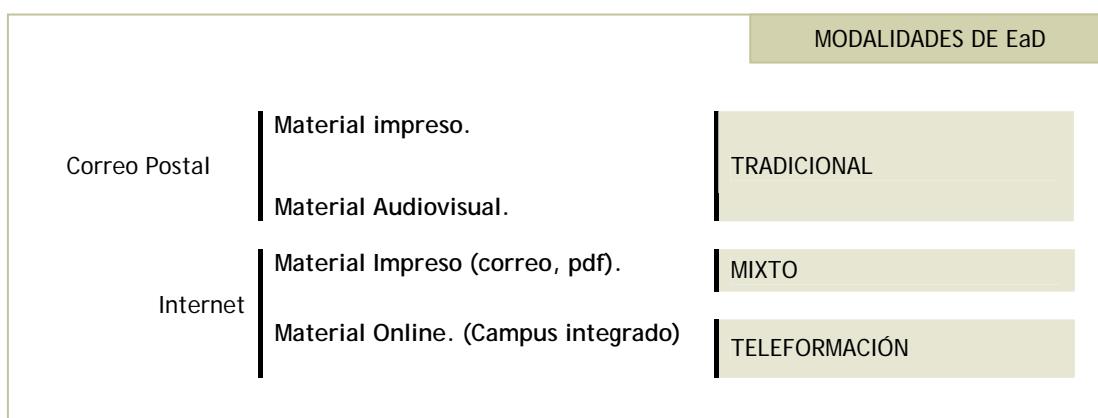 MODALIDADES DE EaD
Correo Postal
Material impreso.
Material Audiovisual.
TRADICIONAL
Internet
Material Impreso (correo, pdf).
MIXTO
Material Online. (Campus integrado)
TELEFORMACIÓN